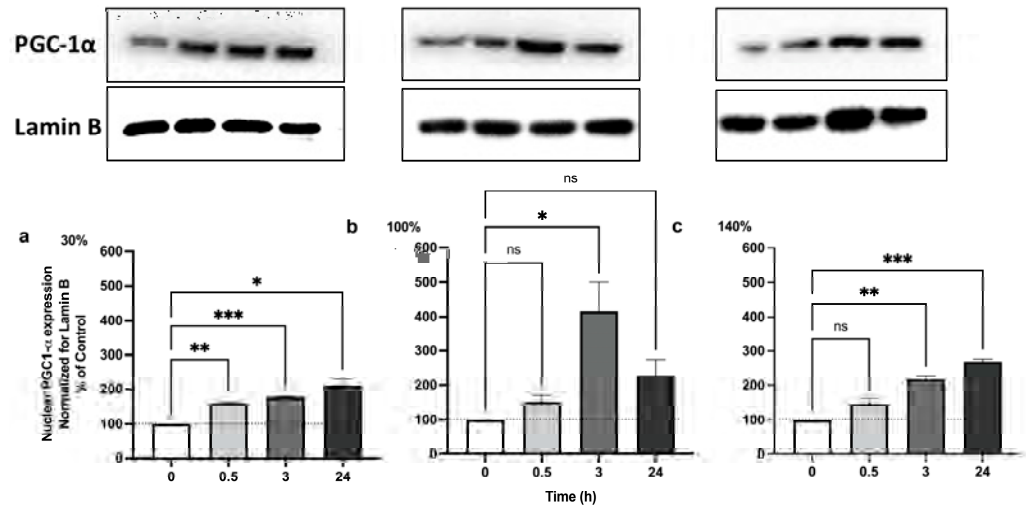 PGC-1α
Lamin B
a
30%
Nuclear PGC1-α expression
Normalized for Lamin B
% of Control
600
500
400
300
200
100
0
*
***
**
0 0.5 3 24
b
100%
600
500
400
300
200
100
0
ns
*
ns
0 0.5 3 24
Time (h)
c
140%
600
500
400
300
200
100
0
***
**
ns
0 0.5 3 24